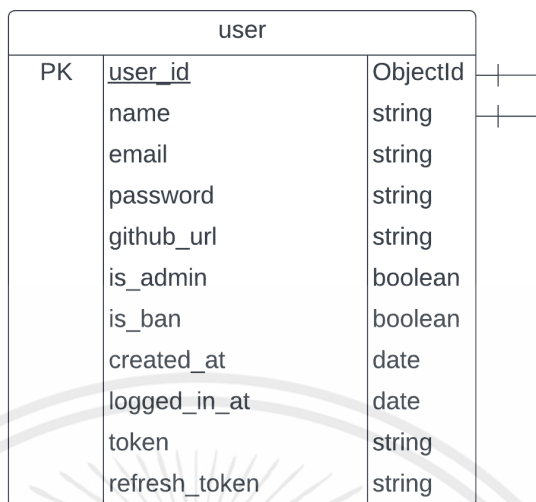 user
PK user_id ObjectId
name string
email string
password string
github_url string
is_admin boolean
is_ban boolean
created_at date
logged_in_at date
token string
refresh_token string